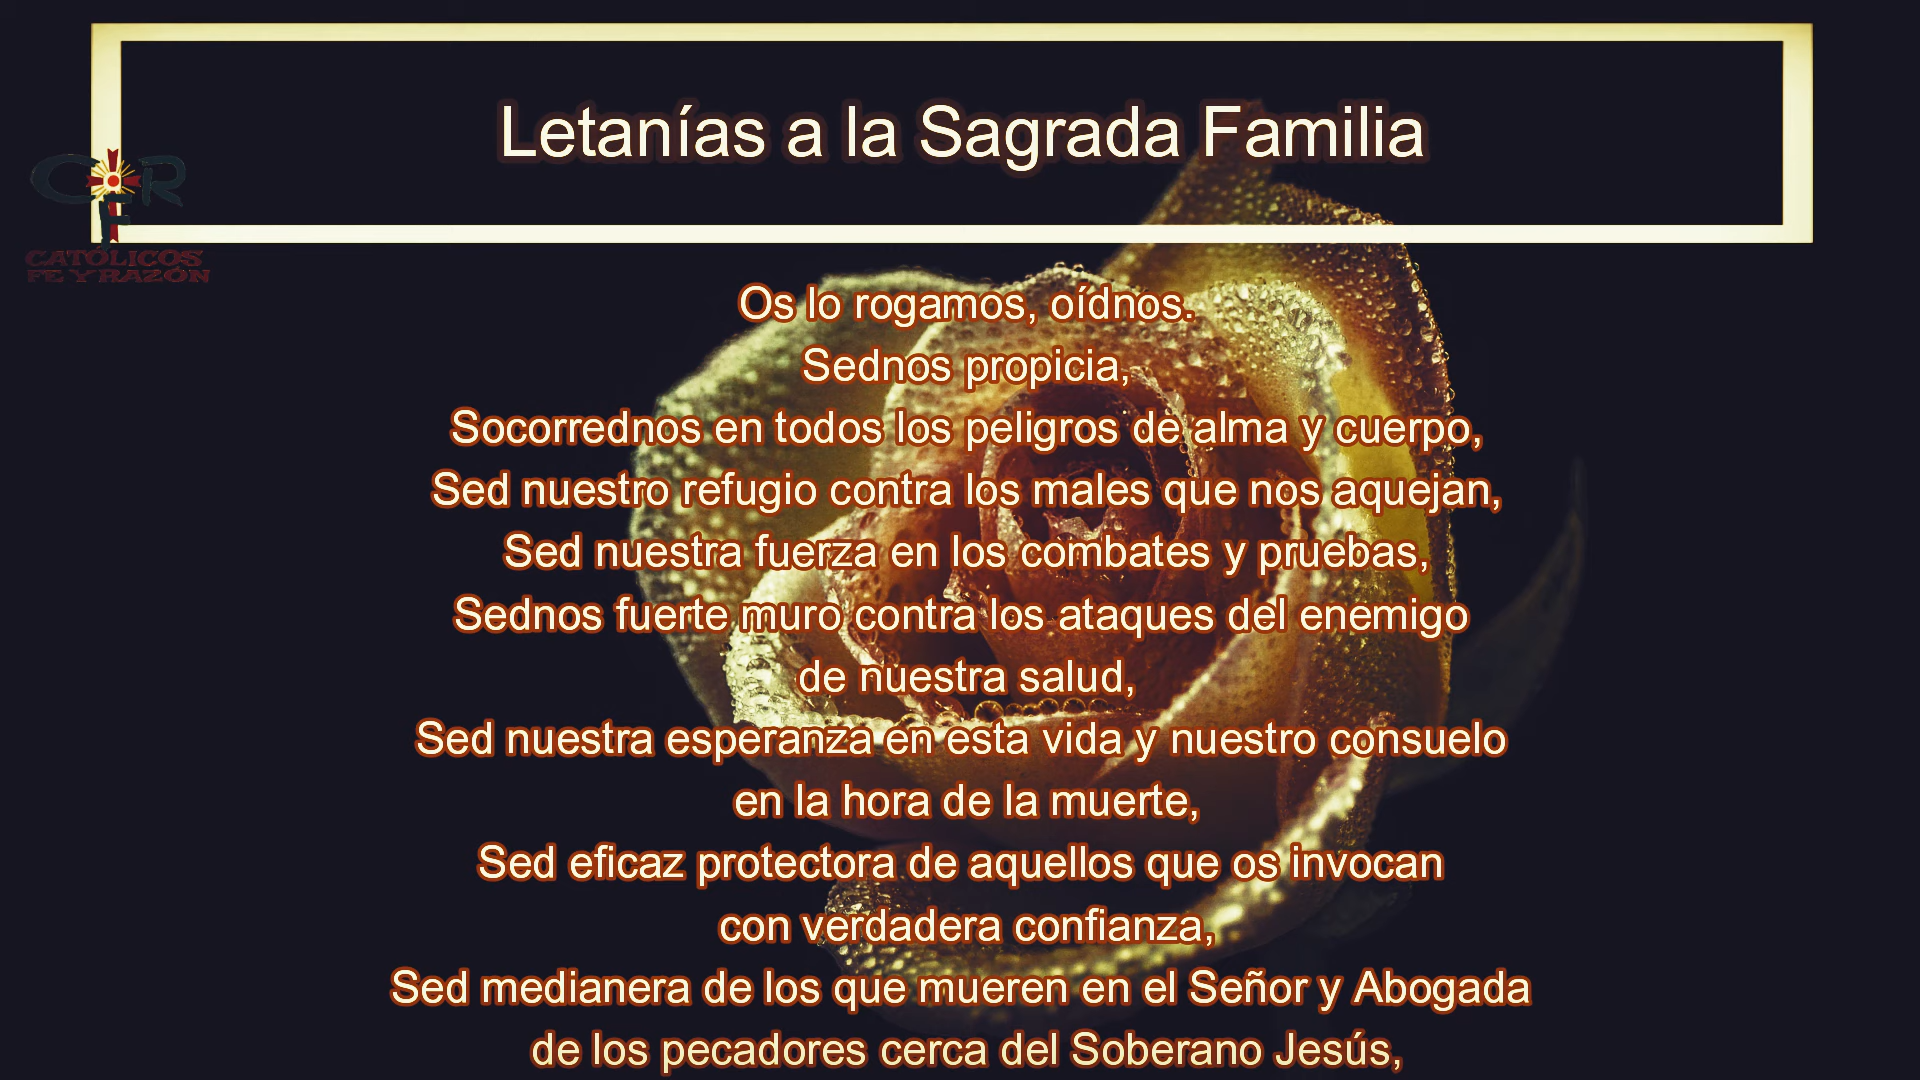 Letanías a la Sagrada Familia
CFR
CATÓLICOS
FE Y RAZÓN
Os lo rogamos, oídnos.
Sednos propicia,
Socorrednos en todos los peligros de alma y cuerpo,
Sed nuestro refugio contra los males que nos aquejan,
Sed nuestra fuerza en los combates y pruebas,
Sednos fuerte muro contra los ataques del enemigo
de nuestra salud,
Sed nuestra esperanza en esta vida y nuestro consuelo
en la hora de la muerte,
Sed eficaz protectora de aquellos que os invocan
con verdadera confianza,
Sed medianera de los que mueren en el Señor y Abogada
de los pecadores cerca del Soberano Jesús,